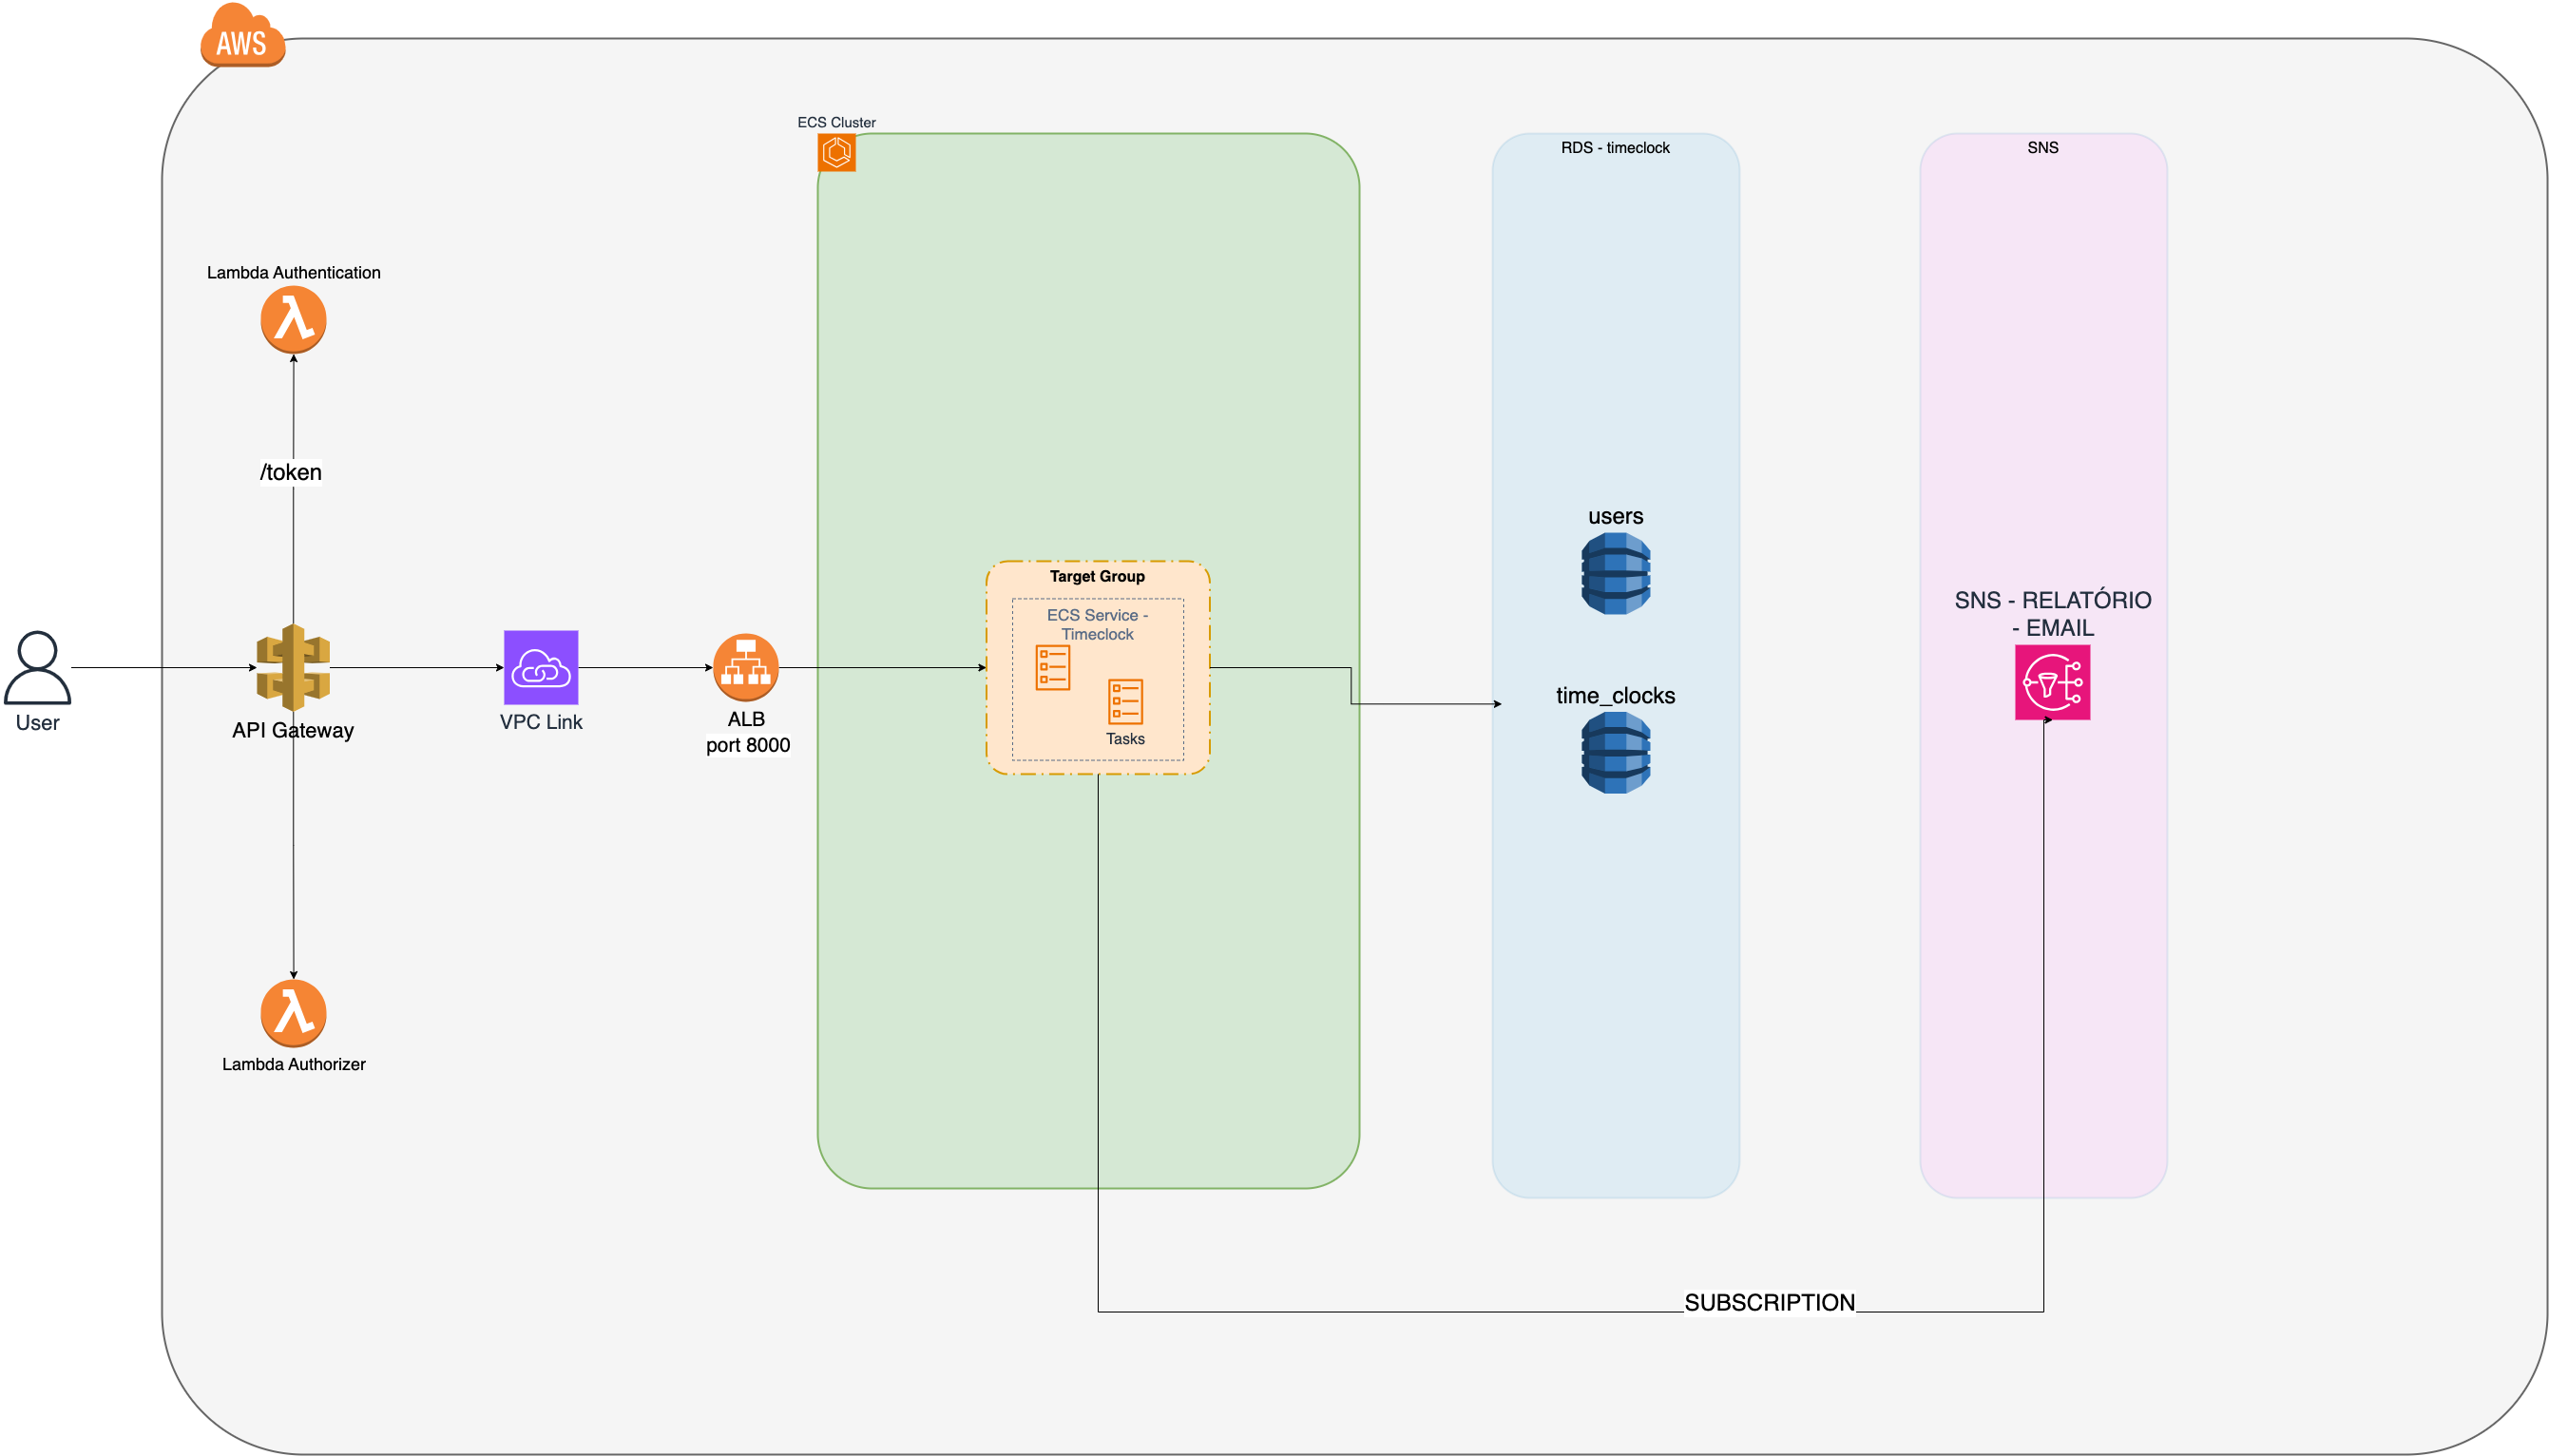 AWS
ECS Cluster
RDS - timeclock
SNS
Lambda Authentication
/token
User
API Gateway
VPC Link
ALB
port 8000
Target Group
ECS Service -
Timeclock
Tasks
users
time_clocks
SNS - RELATÓRIO
- EMAIL
Lambda Authorizer
SUBSCRIPTION